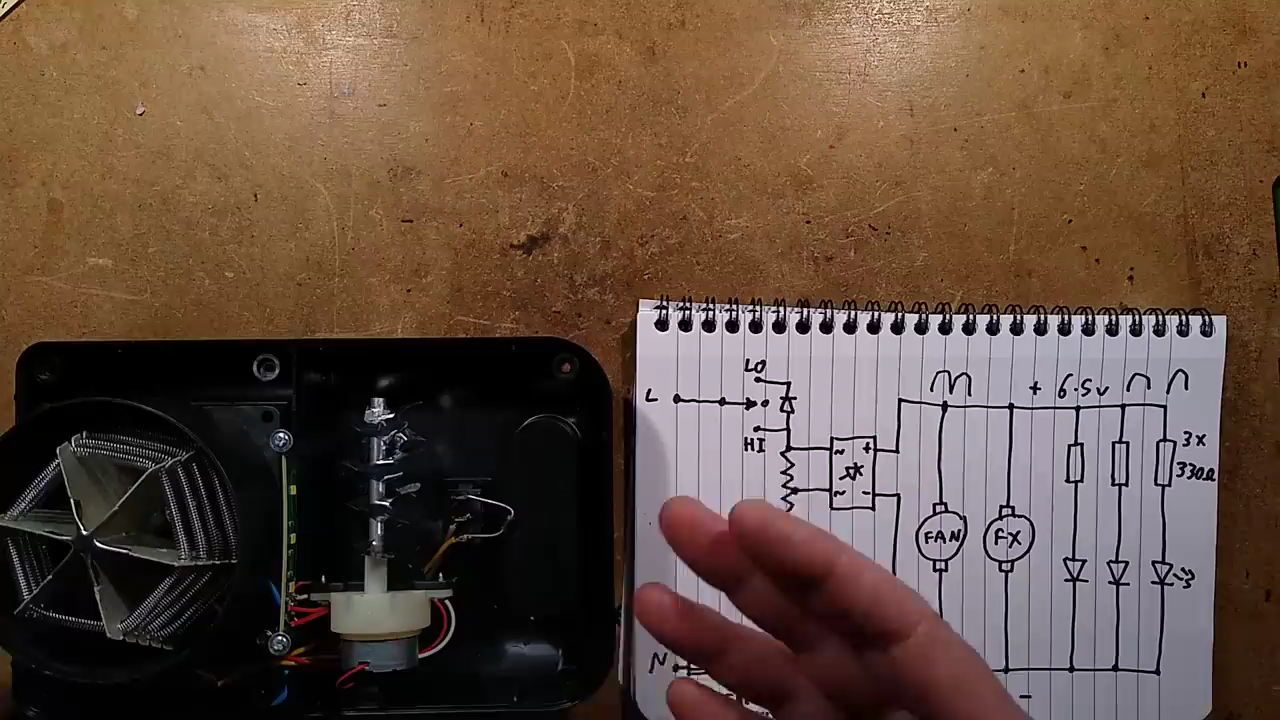 LO
L
HI
~ +
~ -
+ 6.5v
3x
330Ω
FAN
FX
N
-